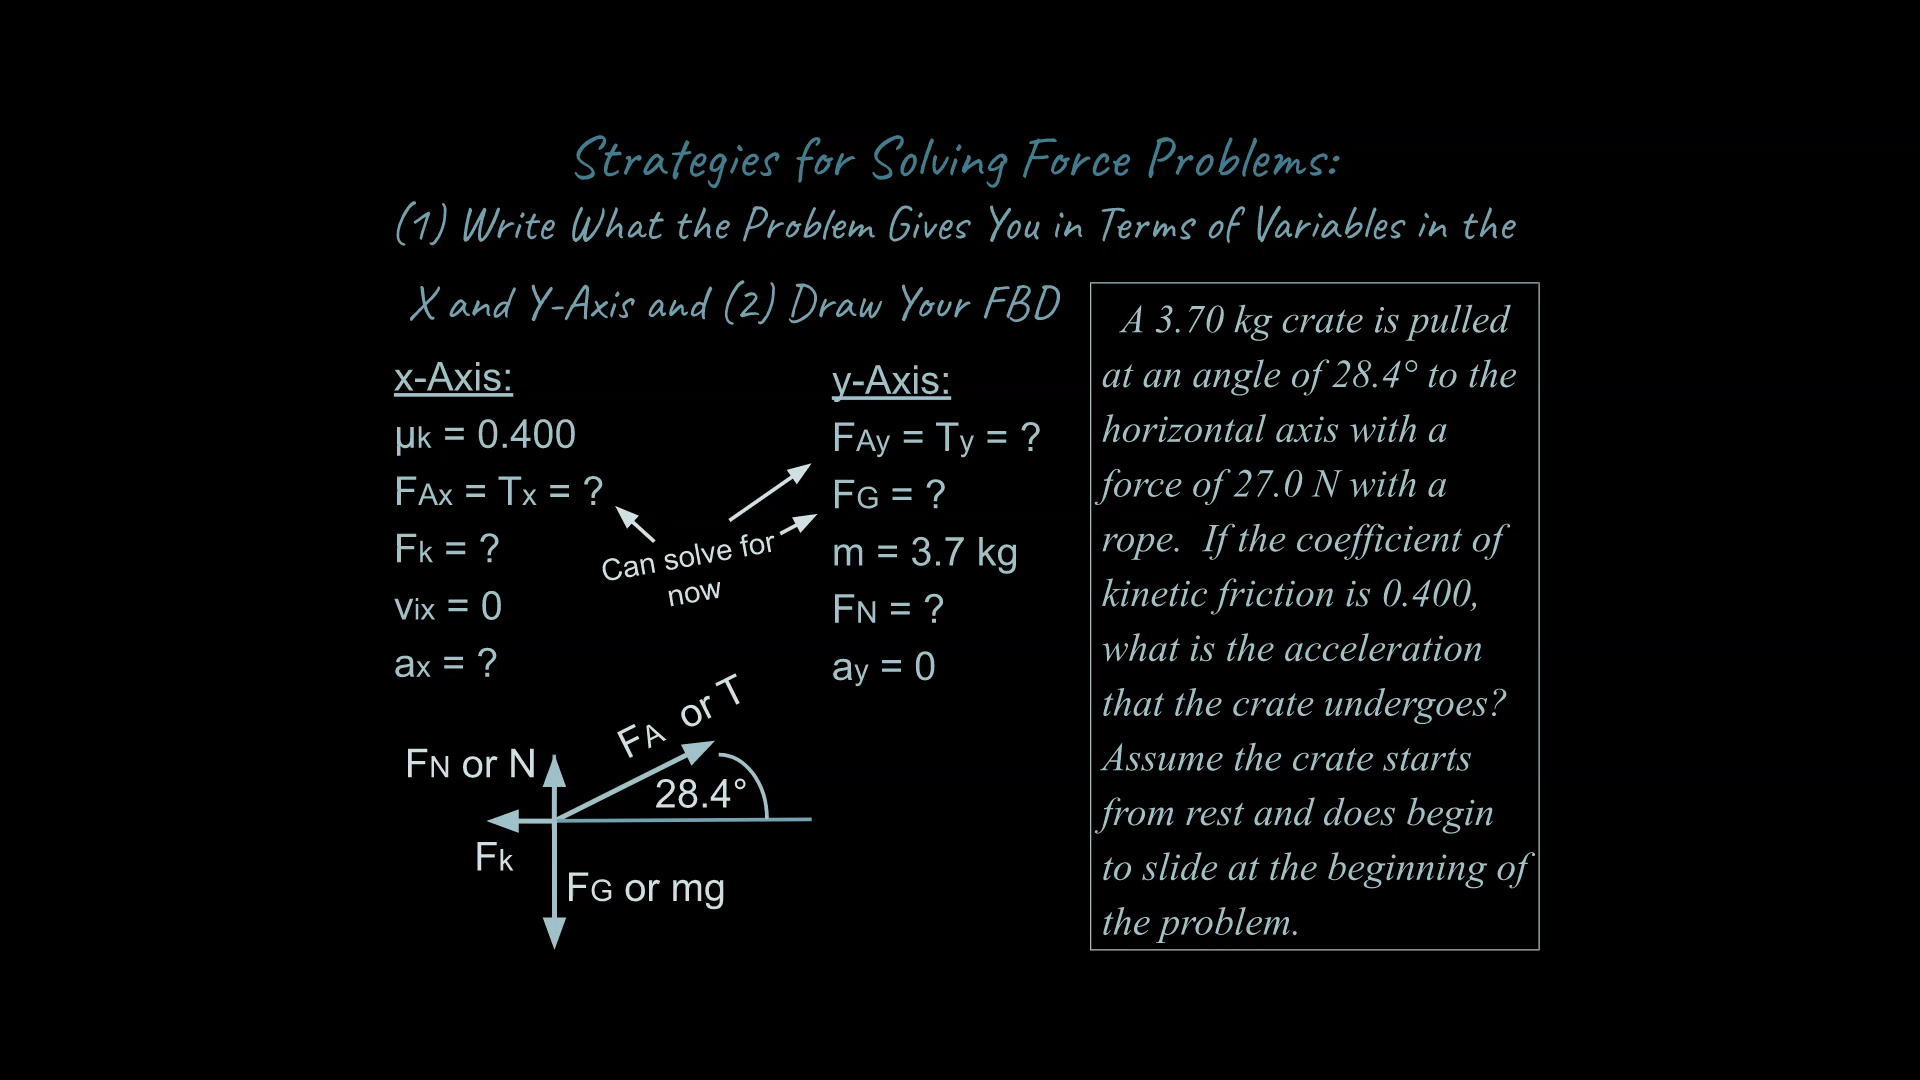 Strategies for Solving Force Problems:
(1) Write What the Problem Gives You in Terms of Variables in the
X and Y-Axis and (2) Draw Your FBD
x-Axis:
μk = 0.400
FAx = Tx = ?
Fk = ?
vix = 0
ax = ?
Can solve for
now
y-Axis:
FAy = Ty = ?
FG = ?
m = 3.7 kg
FN = ?
ay = 0
FA or T
FN or N
28.4°
Fk
FG or mg
A 3.70 kg crate is pulled
at an angle of 28.4° to the
horizontal axis with a
force of 27.0 N with a
rope. If the coefficient of
kinetic friction is 0.400,
what is the acceleration
that the crate undergoes?
Assume the crate starts
from rest and does begin
to slide at the beginning of
the problem.